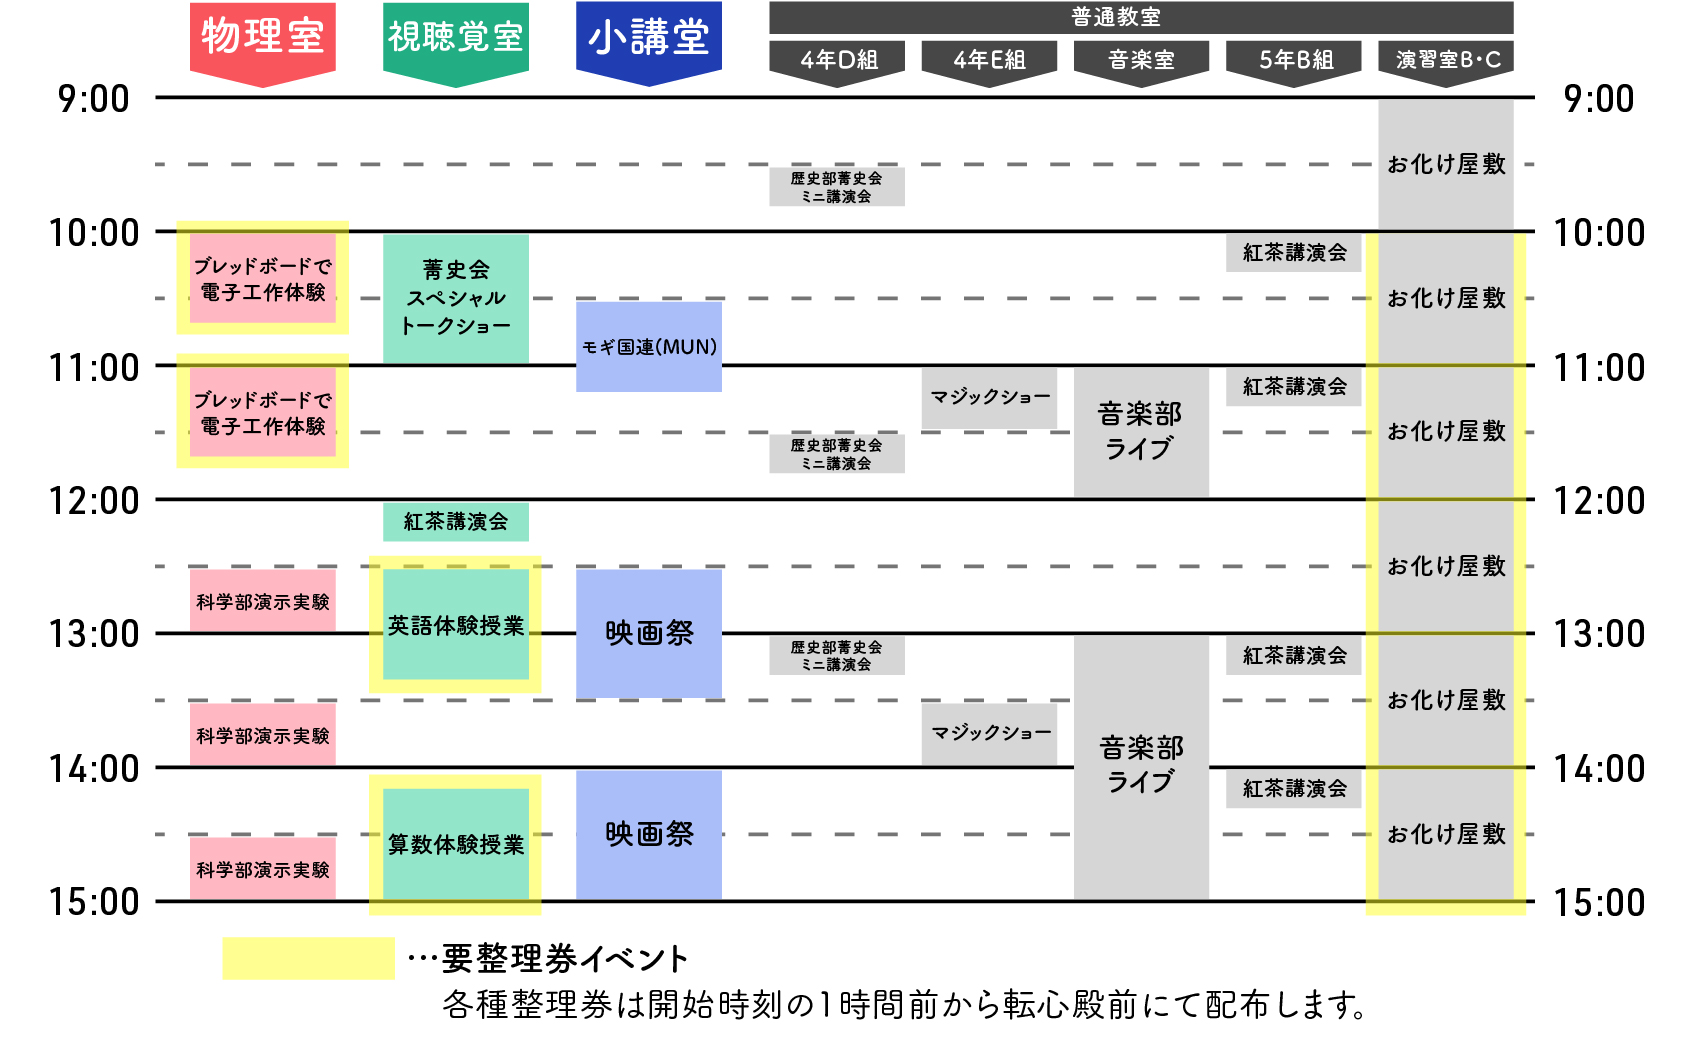 物理室
視聴覚室
小講堂
普通教室
4年D組
4年E組
音楽室
5年B組
演習室B・C
9:00
9:00
お化け屋敷
歴史部菁史会
ミニ講演会
10:00
10:00
ブレッドボードで
電子工作体験
菁史会
スペシャル
トークショー
紅茶講演会
お化け屋敷
モギ国連(MUN)
11:00
11:00
ブレッドボードで
電子工作体験
マジックショー
音楽部
ライブ
紅茶講演会
お化け屋敷
歴史部菁史会
ミニ講演会
12:00
12:00
紅茶講演会
お化け屋敷
科学部演示実験
英語体験授業
映画祭
13:00
13:00
歴史部菁史会
ミニ講演会
紅茶講演会
お化け屋敷
科学部演示実験
マジックショー
音楽部
ライブ
14:00
14:00
紅茶講演会
お化け屋敷
科学部演示実験
算数体験授業
映画祭
15:00
15:00
…要整理券イベント
各種整理券は開始時刻の1時間前から転心殿前にて配布します。